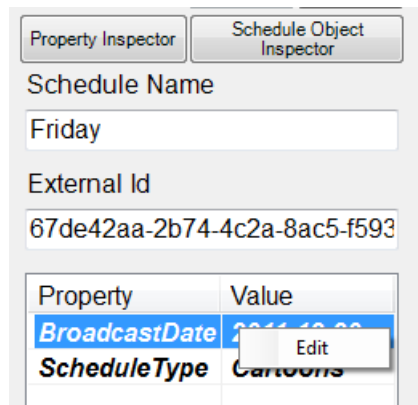 Property Inspector
Schedule Object
Inspector
Schedule Name
Friday
External Id
67de42aa-2b74-4c2a-8ac5-f593
Property Value
BroadcastDate
Edit
ScheduleType Cartoons